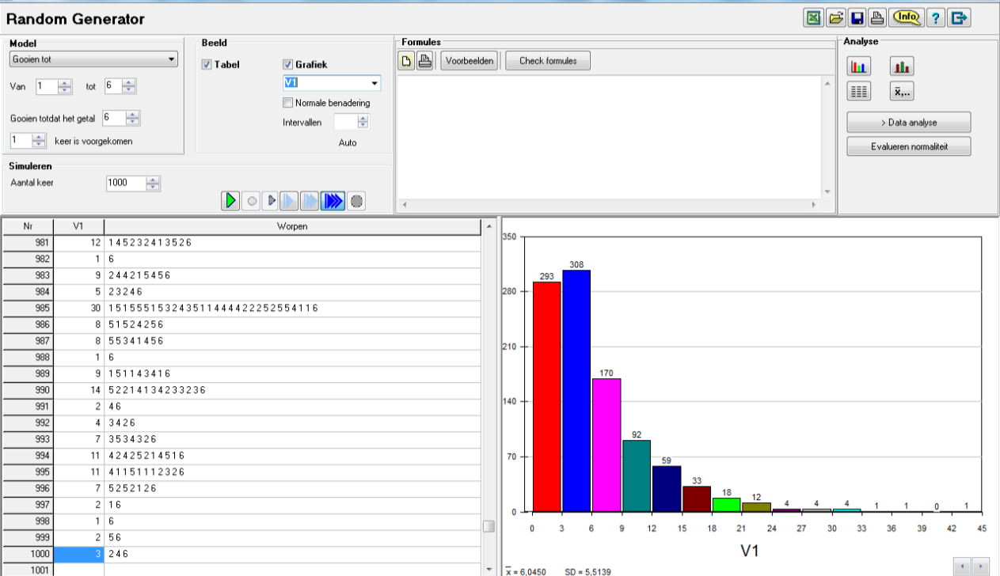 Random Generator
Info ?
Model
Gooien tot
Van 1 tot 6
Gooien totdat het getal 6
1 keer is voorgekomen
Beeld
Tabel Grafiek
V1
Normale benadering
Intervallen
Auto
Formules
Voorbeelden Check formules
Analyse
x̄,..
> Data analyse
Evalueren normaliteit
Simuleren
Aantal keer 1000
Nr V1 Worpen
981 12 1 4 5 2 3 2 4 1 3 5 2 6
982 1 6
983 9 2 4 4 2 1 5 4 5 6
984 5 2 3 2 4 6
985 30 1 5 1 5 5 5 1 5 3 2 4 3 5 1 1 4 4 4 4 2 2 2 5 2 5 5 4 1 1 6
986 8 5 1 5 2 4 2 5 6
987 8 5 5 3 4 1 4 5 6
988 1 6
989 9 1 5 1 1 4 3 4 1 6
990 14 5 2 2 1 4 1 3 4 2 3 3 2 3 6
991 2 4 6
992 4 3 4 2 6
993 7 3 5 3 4 3 2 6
994 11 4 2 4 2 5 2 1 4 5 1 6
995 11 4 1 1 5 1 1 1 2 3 2 6
996 7 5 2 5 2 1 2 6
997 2 1 6
998 1 6
999 2 5 6
1000 3 2 4 6
1001
350
280
210
140
70
0
293 308 170 92 59 33 18 12 4 4 4 1 1 0 1
0 3 6 9 12 15 18 21 24 27 30 33 36 39 42 45
V1
x̄ = 6,0450 SD = 5,5139